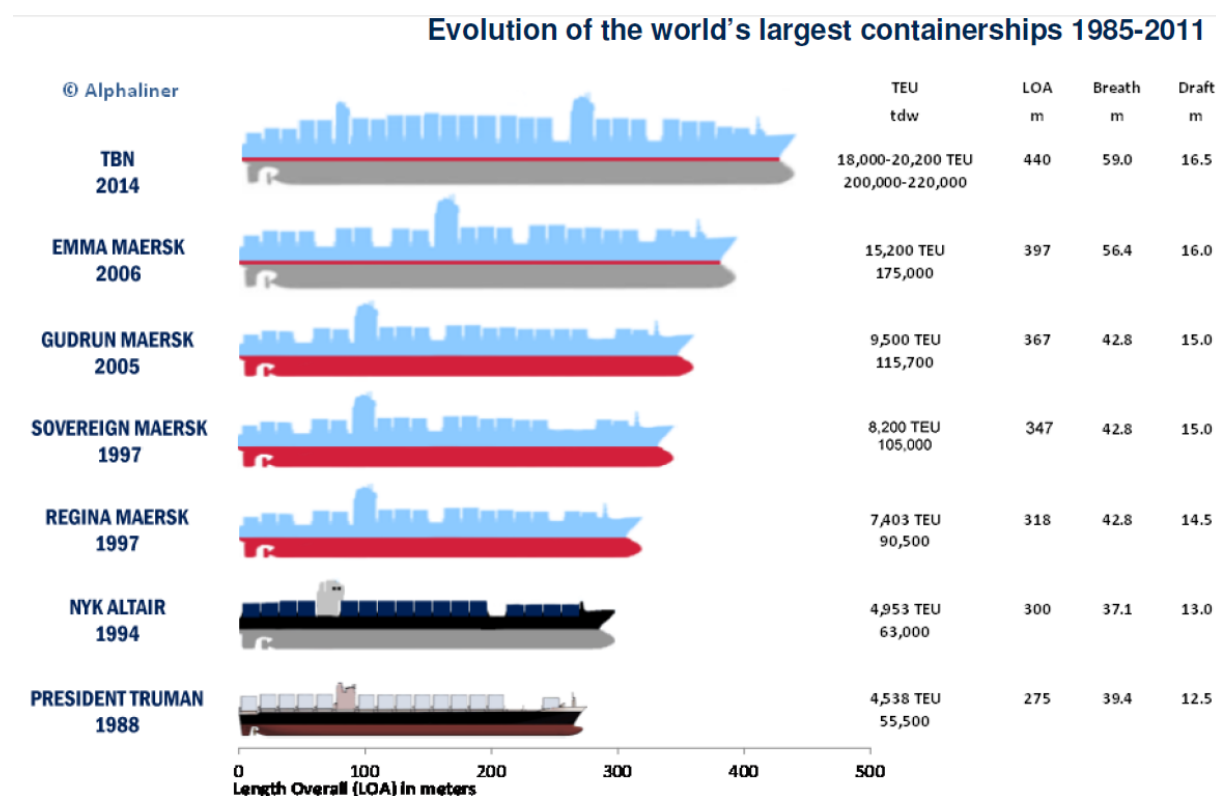 Evolution of the world's largest containerships 1985-2011
© Alphaliner
TEU LOA Breath Draft
tdw m m m
TBN
2014
18,000-20,200 TEU 440 59.0 16.5
200,000-220,000
EMMA MAERSK
2006
15,200 TEU 397 56.4 16.0
175,000
GUDRUN MAERSK
2005
9,500 TEU 367 42.8 15.0
115,700
SOVEREIGN MAERSK
1997
8,200 TEU 347 42.8 15.0
105,000
REGINA MAERSK
1997
7,403 TEU 318 42.8 14.5
90,500
NYK ALTAIR
1994
4,953 TEU 300 37.1 13.0
63,000
PRESIDENT TRUMAN
1988
4,538 TEU 275 39.4 12.5
55,500
0 100 200 300 400 500
Length Overall (LOA) in meters